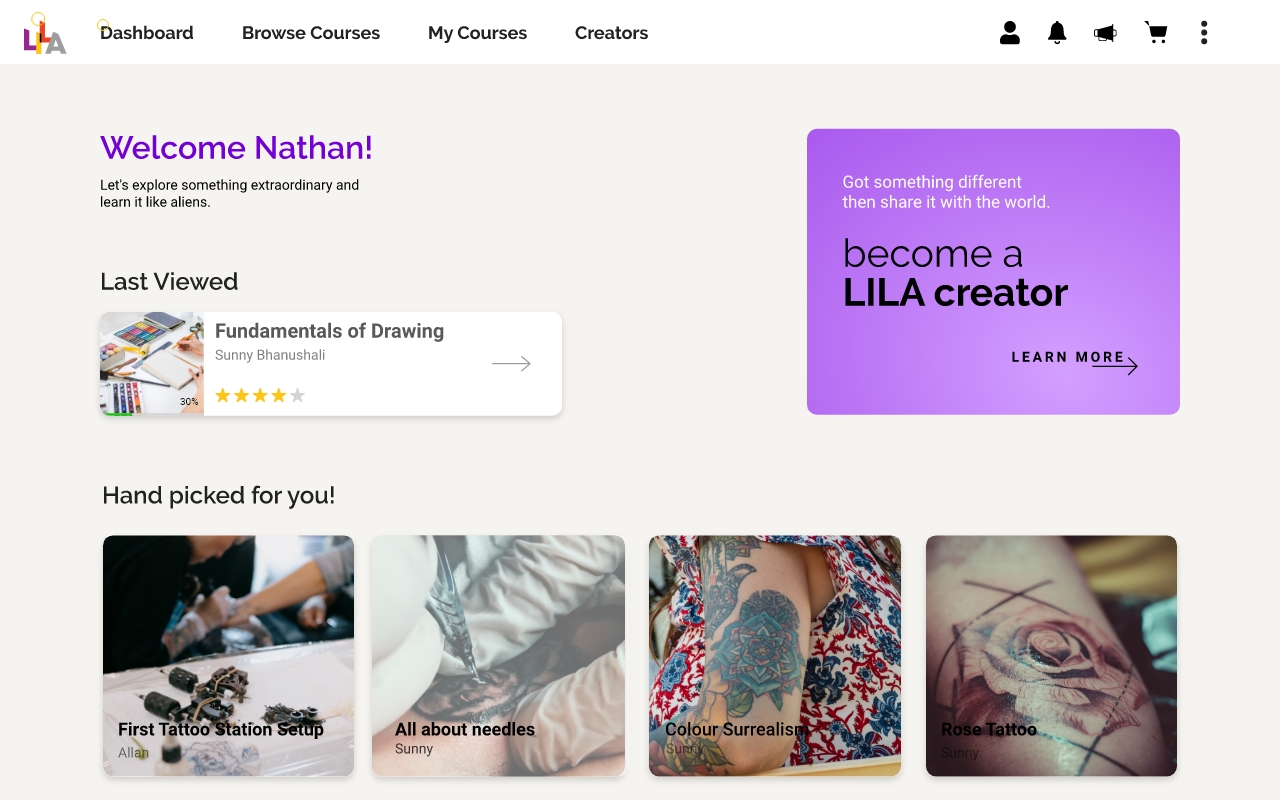 LILA
Dashboard
Browse Courses
My Courses
Creators
Welcome Nathan!
Let's explore something extraordinary and
learn it like aliens.
Got something different
then share it with the world.
become a
LILA creator
LEARN MORE
Last Viewed
Fundamentals of Drawing
Sunny Bhanushali
30%
Hand picked for you!
First Tattoo Station Setup
Allan
All about needles
Sunny
Colour Surrealism
Sunny
Rose Tattoo
Sunny